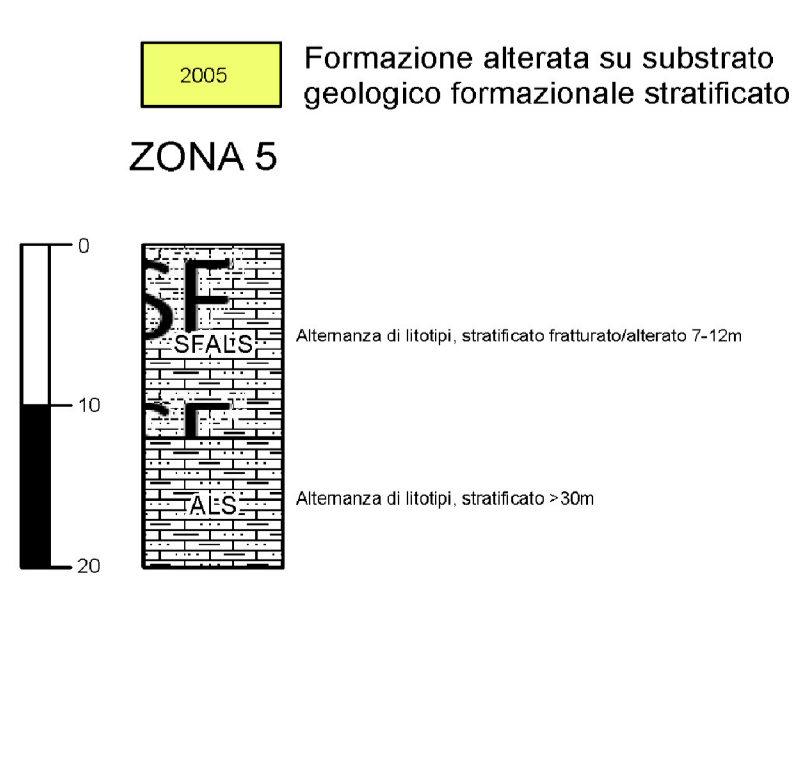 2005
Formazione alterata su substrato
geologico formazionale stratificato
ZONA 5
0
SF
SFALS
Alternanza di litotipi, stratificato fratturato/alterato 7-12m
10
SF
ALS
Alternanza di litotipi, stratificato >30m
20